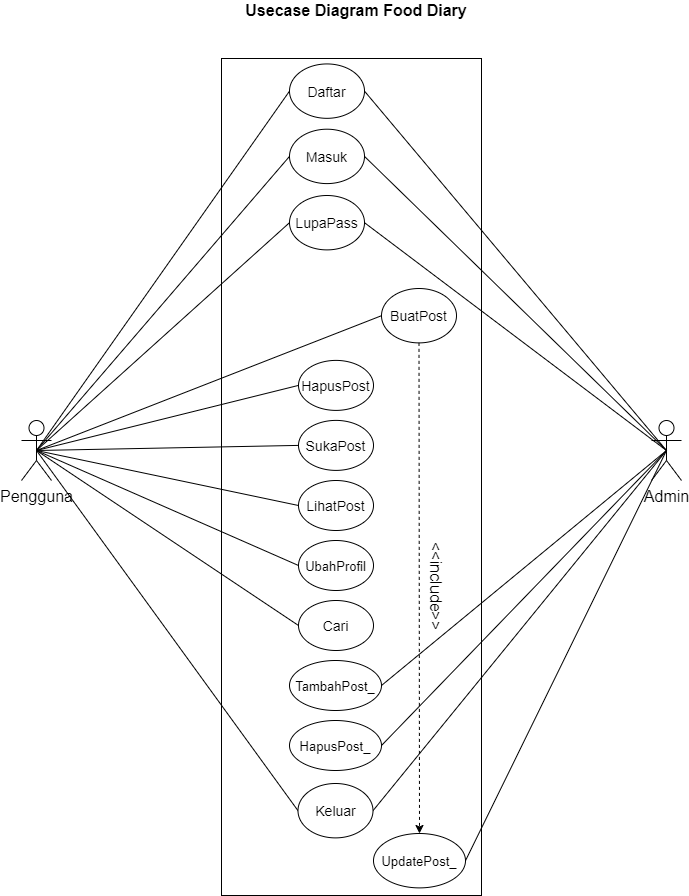 Usecase Diagram Food Diary
Daftar
Masuk
LupaPass
BuatPost
HapusPost
SukaPost
Pengguna
Admin
LihatPost
UbahProfil
<<include>>
Cari
TambahPost_
HapusPost_
Keluar
UpdatePost_